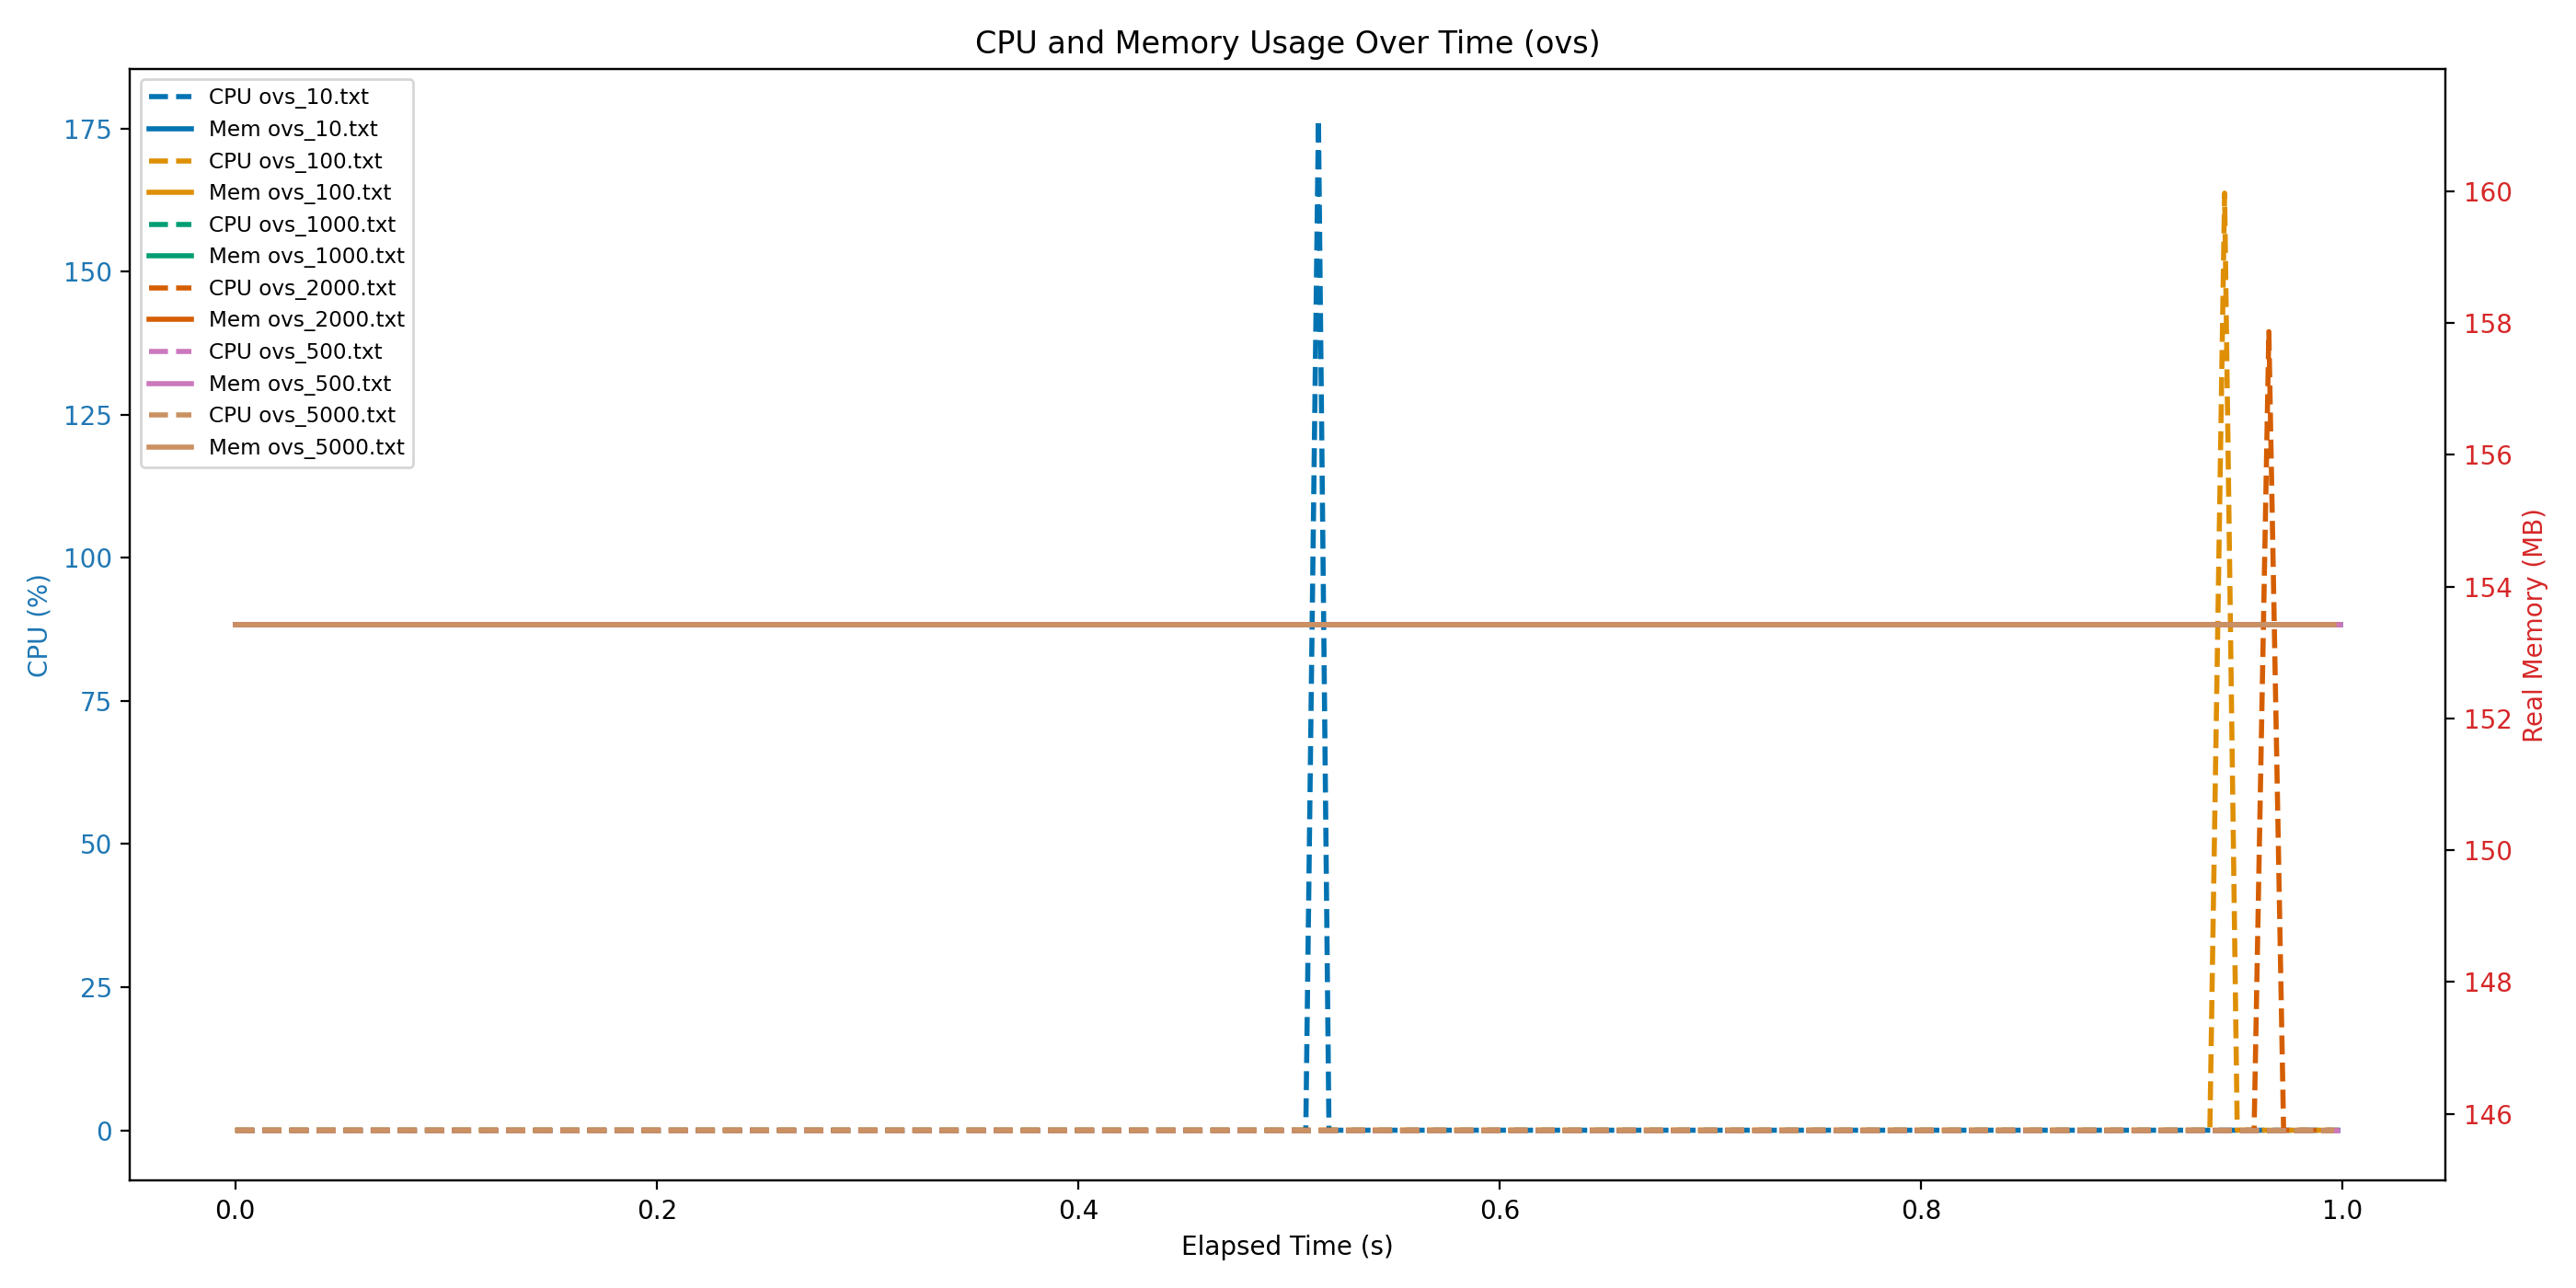 CPU and Memory Usage Over Time (ovs)
CPU ovs_10.txt
Mem ovs_10.txt
CPU ovs_100.txt
Mem ovs_100.txt
CPU ovs_1000.txt
Mem ovs_1000.txt
CPU ovs_2000.txt
Mem ovs_2000.txt
CPU ovs_500.txt
Mem ovs_500.txt
CPU ovs_5000.txt
Mem ovs_5000.txt
175
150
125
100
75
50
25
0
CPU (%)
160
158
156
154
152
150
148
146
Real Memory (MB)
0.0
0.2
0.4
0.6
0.8
1.0
Elapsed Time (s)